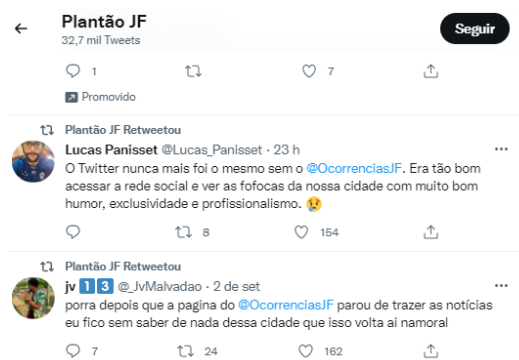 Plantão JF
Seguir
32,7 mil Tweets
1 7
Promovido
Plantão JF Retweetou
Lucas Panisset @Lucas_Panisset · 23 h
O Twitter nunca mais foi o mesmo sem o @OcorrenciasJF. Era tão bom
acessar a rede social e ver as fofocas da nossa cidade com muito bom
humor, exclusividade e profissionalismo. 😢
8 154
Plantão JF Retweetou
jv 1️⃣3️⃣ @_JvMalvadao · 2 de set
porra depois que a pagina do @OcorrenciasJF parou de trazer as notícias
eu fico sem saber de nada dessa cidade que isso volta ai namoral
7 24 162